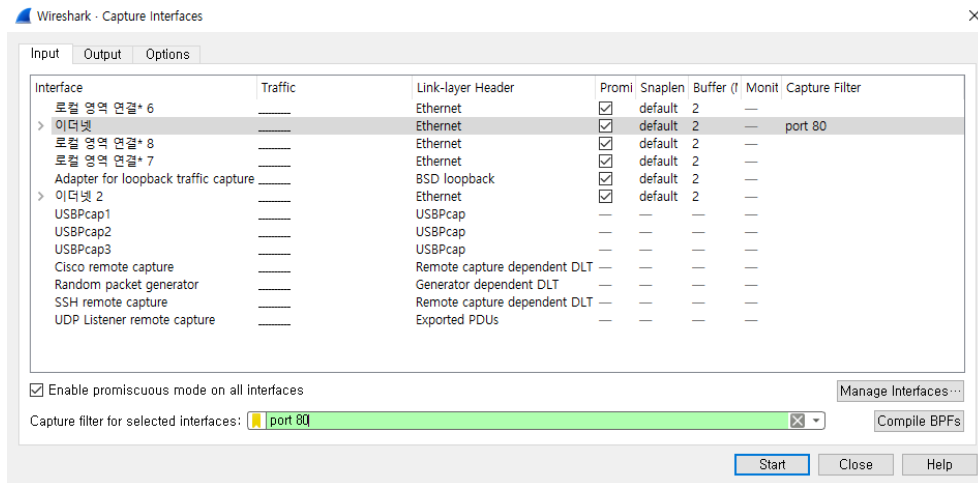 Wireshark · Capture Interfaces
Input Output Options
Interface Traffic Link-layer Header Promi Snaplen Buffer (I Monit Capture Filter
로컬 영역 연결* 6 Ethernet default 2 —
이더넷 Ethernet default 2 — port 80
로컬 영역 연결* 8 Ethernet default 2 —
로컬 영역 연결* 7 Ethernet default 2 —
Adapter for loopback traffic capture BSD loopback default 2 —
이더넷 2 Ethernet default 2 —
USBPcap1 USBPcap — — — —
USBPcap2 USBPcap — — — —
USBPcap3 USBPcap — — — —
Cisco remote capture Remote capture dependent DLT — — — —
Random packet generator Generator dependent DLT — — — —
SSH remote capture Remote capture dependent DLT — — — —
UDP Listener remote capture Exported PDUs — — — —
Enable promiscuous mode on all interfaces Manage Interfaces…
Capture filter for selected interfaces: port 80 Compile BPFs
Start Close Help